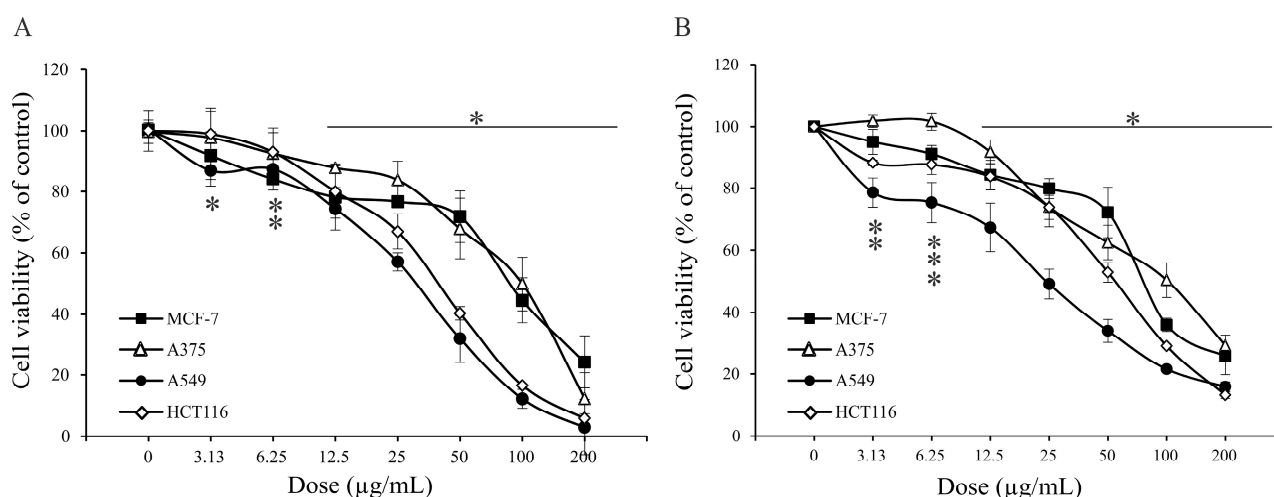 A
B
120
100
80
60
40
20
0
Cell viability (% of control)
*
*
*
*
MCF-7
A375
A549
HCT116
0 3.13 6.25 12.5 25 50 100 200
Dose (µg/mL)
120
100
80
60
40
20
0
Cell viability (% of control)
*
*
*
*
*
*
MCF-7
A375
A549
HCT116
0 3.13 6.25 12.5 25 50 100 200
Dose (µg/mL)